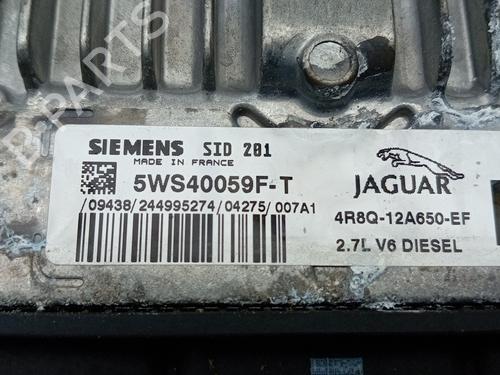 B-PARTS
SIEMENS SID 201
MADE IN FRANCE
5WS40059F-T
/09438/244995274/04275/007A1
JAGUAR
4R8Q-12A650-EF
2.7L V6 DIESEL